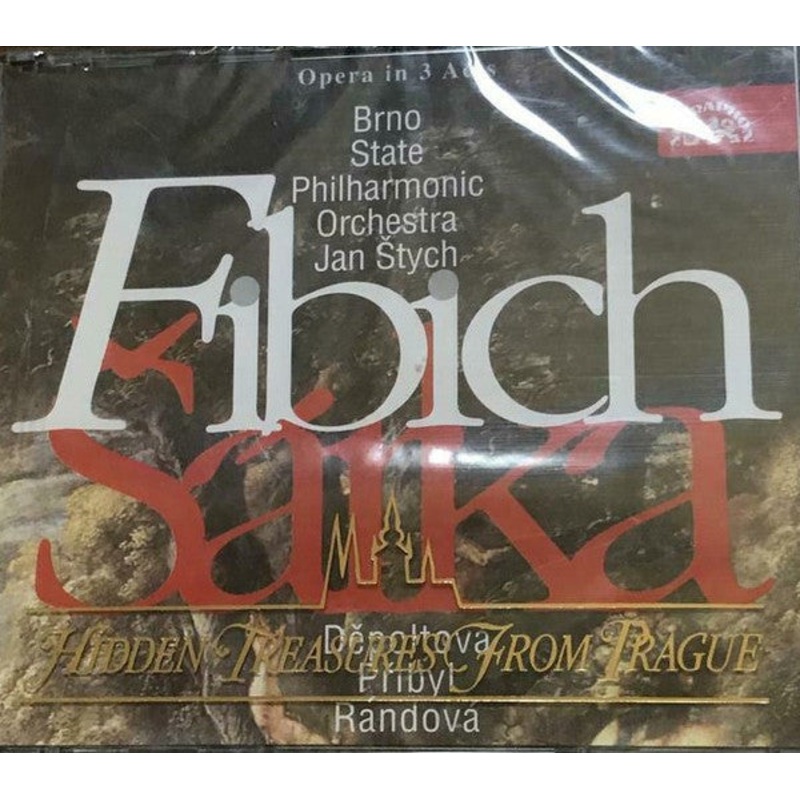 Opera in 3 Acts
SUPRAPHON
Brno
State
Philharmonic
Orchestra
Jan Štych
Fibich
Šárka
Děpoltová
HIDDEN TREASURES FROM PRAGUE
Přibyl
Randová